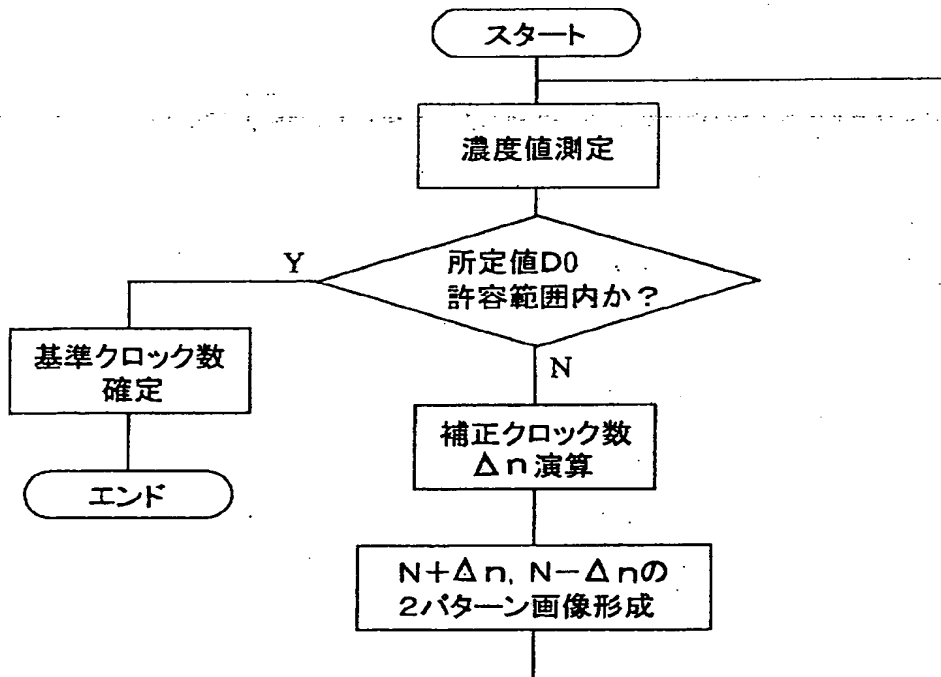 スタート
濃度値測定
所定値D0
許容範囲内か？
Y
N
基準クロック数
確定
エンド
補正クロック数
Δn演算
N＋Δn, N－Δnの
2パターン画像形成